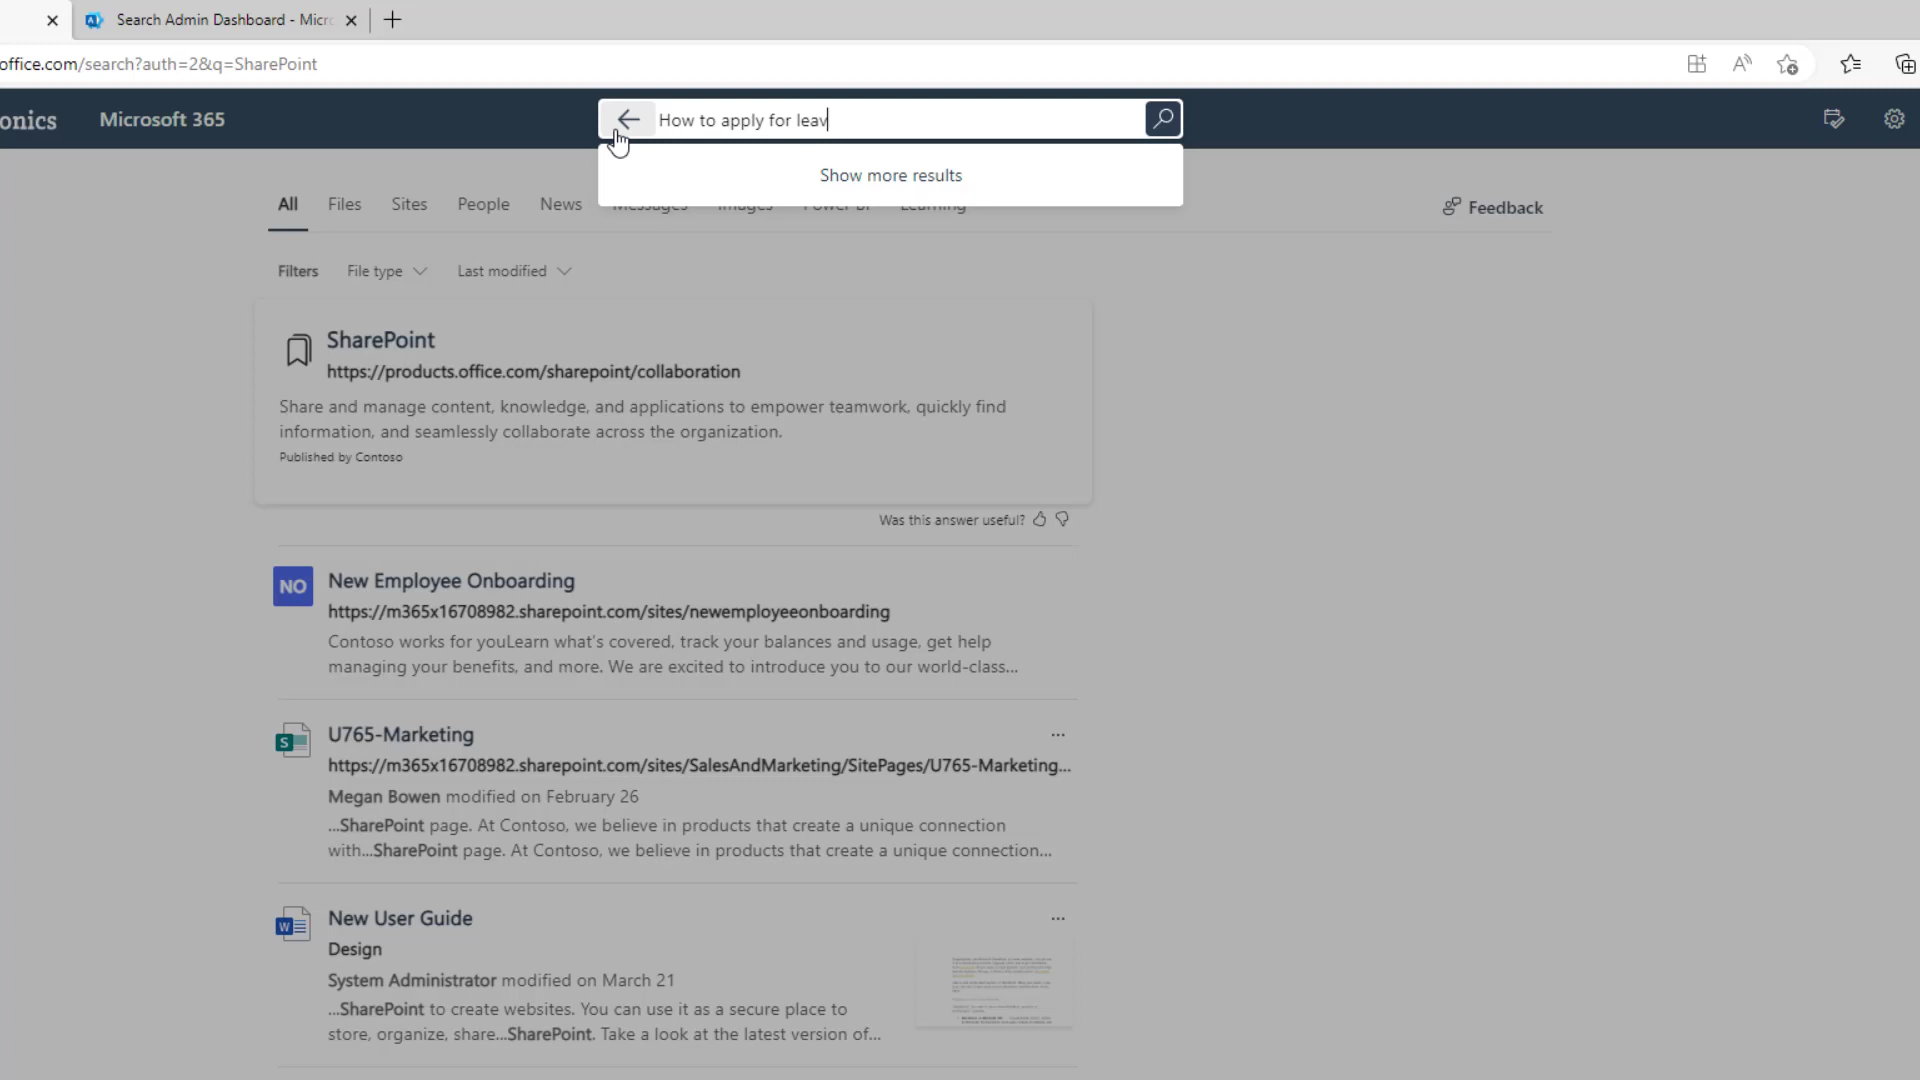 Search Admin Dashboard - Micr
office.com/search?auth=2&q=SharePoint
onics
Microsoft 365
How to apply for leav
Show more results
All
Files
Sites
People
News
Messages
Images
Power BI
Learning
Feedback
Filters
File type
Last modified
SharePoint
https://products.office.com/sharepoint/collaboration
Share and manage content, knowledge, and applications to empower teamwork, quickly find
information, and seamlessly collaborate across the organization.
Published by Contoso
Was this answer useful?
NO
New Employee Onboarding
https://m365x16708982.sharepoint.com/sites/newemployeeonboarding
Contoso works for youLearn what's covered, track your balances and usage, get help
managing your benefits, and more. We are excited to introduce you to our world-class...
S
U765-Marketing
https://m365x16708982.sharepoint.com/sites/SalesAndMarketing/SitePages/U765-Marketing...
Megan Bowen modified on February 26
...SharePoint page. At Contoso, we believe in products that create a unique connection
with...SharePoint page. At Contoso, we believe in products that create a unique connection...
W
New User Guide
Design
System Administrator modified on March 21
...SharePoint to create websites. You can use it as a secure place to
store, organize, share...SharePoint. Take a look at the latest version of...